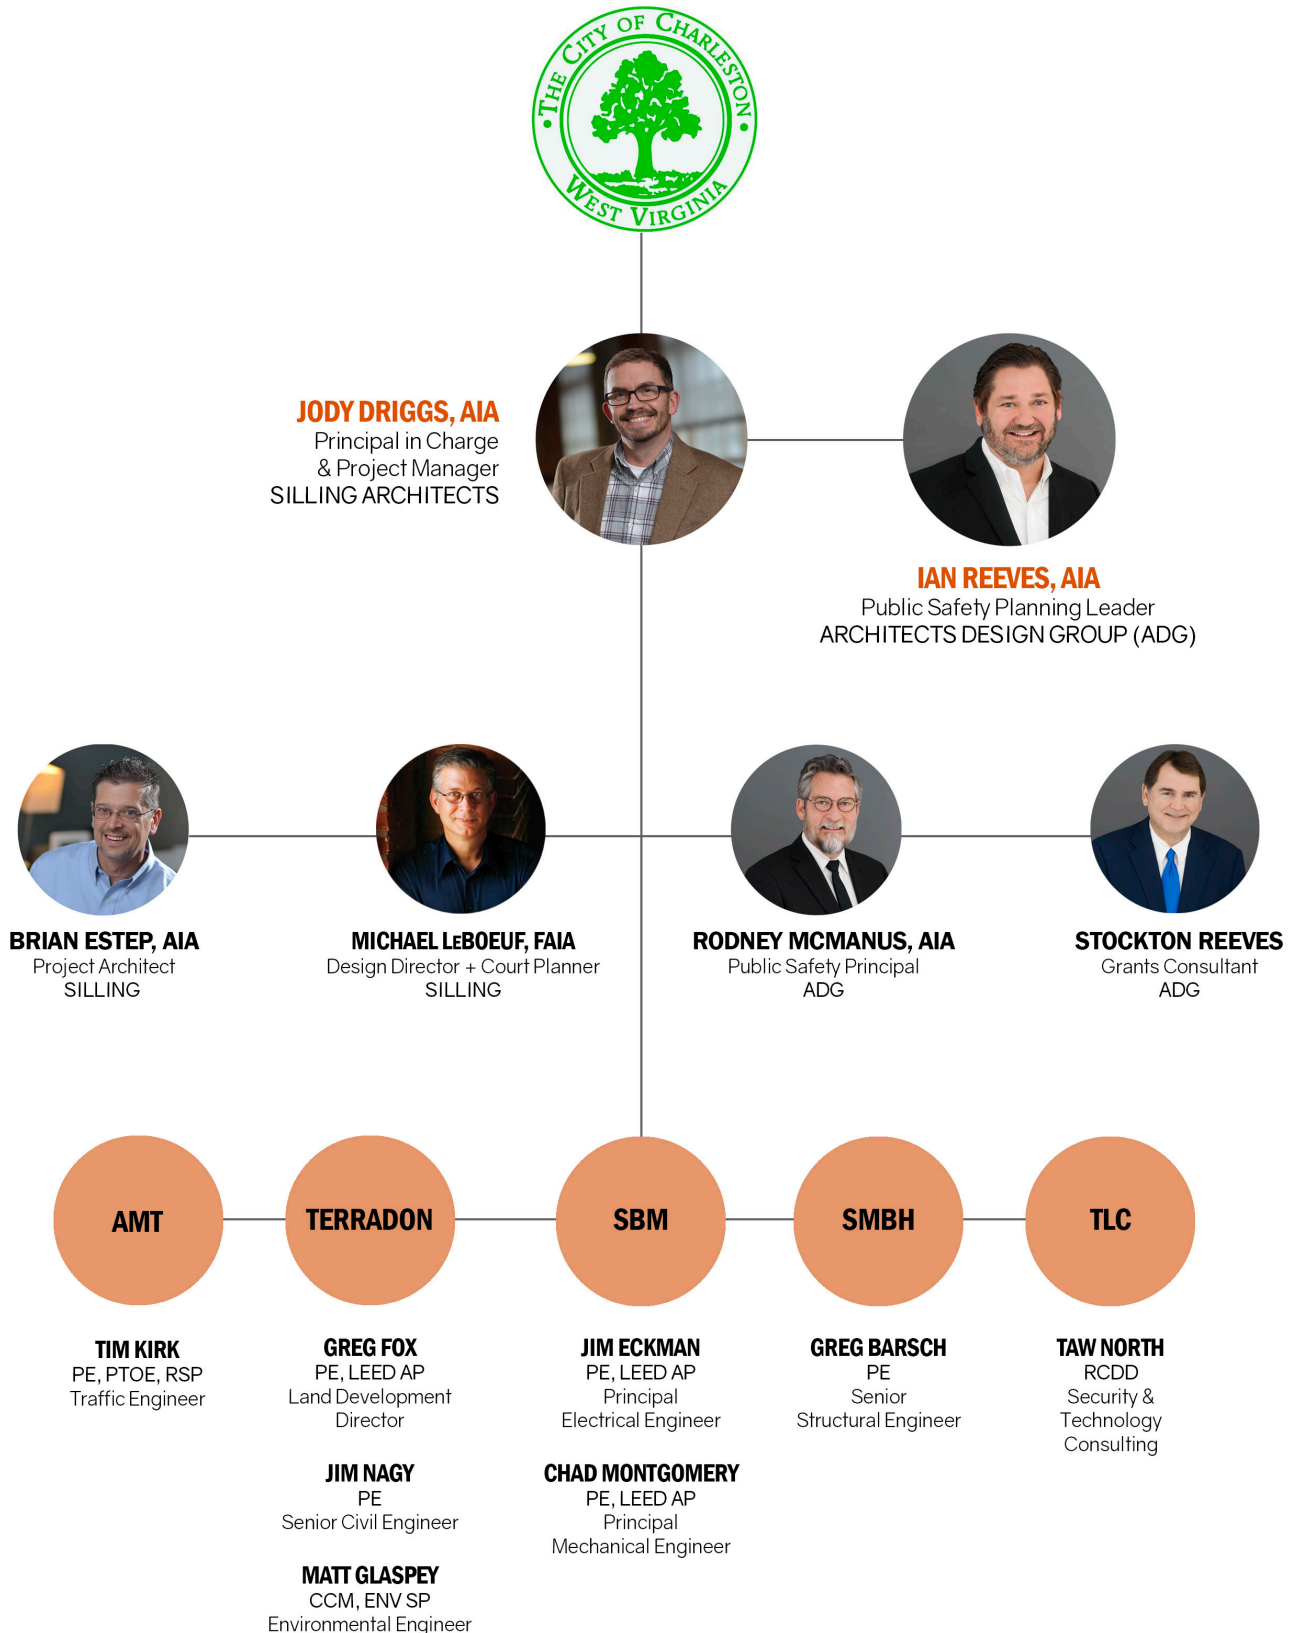 THE CITY OF CHARLESTON
WEST VIRGINIA
JODY DRIGGS, AIA
Principal in Charge
& Project Manager
SILLING ARCHITECTS
IAN REEVES, AIA
Public Safety Planning Leader
ARCHITECTS DESIGN GROUP (ADG)
BRIAN ESTEP, AIA
Project Architect
SILLING
MICHAEL LEBOEUF, FAIA
Design Director + Court Planner
SILLING
RODNEY MCMANUS, AIA
Public Safety Principal
ADG
STOCKTON REEVES
Grants Consultant
ADG
AMT
TERRADON
SBM
SMBH
TLC
TIM KIRK
PE, PTOE, RSP
Traffic Engineer
GREG FOX
PE, LEED AP
Land Development
Director
JIM NAGY
PE
Senior Civil Engineer
MATT GLASPEY
CCM, ENV SP
Environmental Engineer
JIM ECKMAN
PE, LEED AP
Principal
Electrical Engineer
CHAD MONTGOMERY
PE, LEED AP
Principal
Mechanical Engineer
GREG BARSCH
PE
Senior
Structural Engineer
TAW NORTH
RCDD
Security &
Technology
Consulting